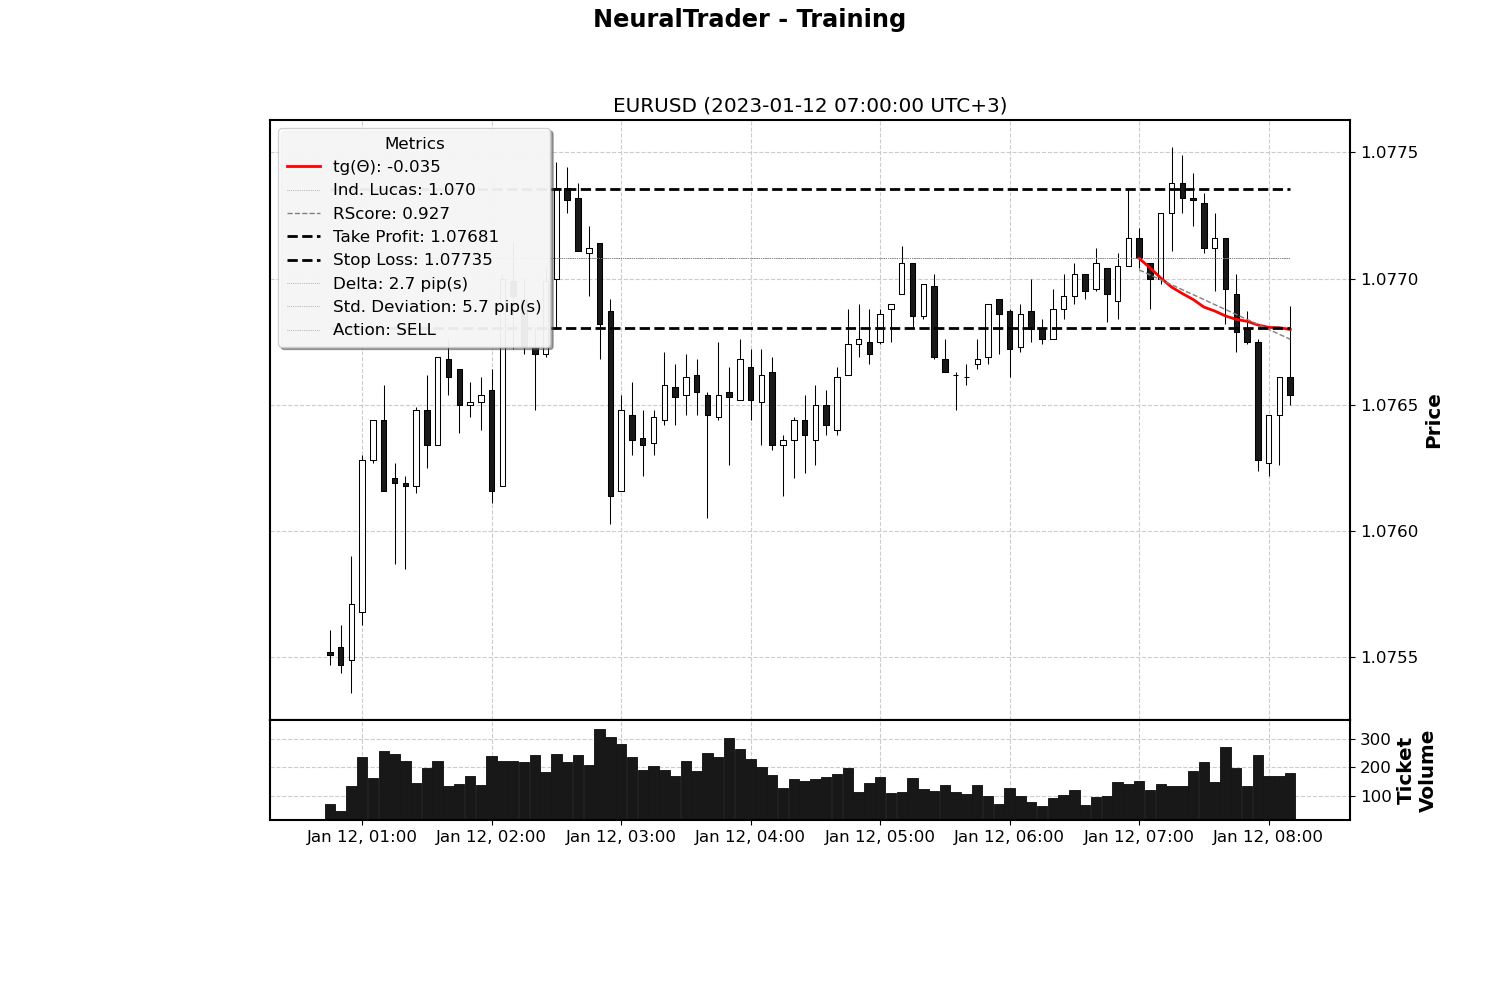 NeuralTrader - Training
EURUSD (2023-01-12 07:00:00 UTC+3)
Metrics
tg(Θ): -0.035
Ind. Lucas: 1.070
RScore: 0.927
Take Profit: 1.07681
Stop Loss: 1.07735
Delta: 2.7 pip(s)
Std. Deviation: 5.7 pip(s)
Action: SELL
1.0775
1.0770
1.0765
1.0760
1.0755
Price
300
200
100
Ticket
Volume
Jan 12, 01:00
Jan 12, 02:00
Jan 12, 03:00
Jan 12, 04:00
Jan 12, 05:00
Jan 12, 06:00
Jan 12, 07:00
Jan 12, 08:00